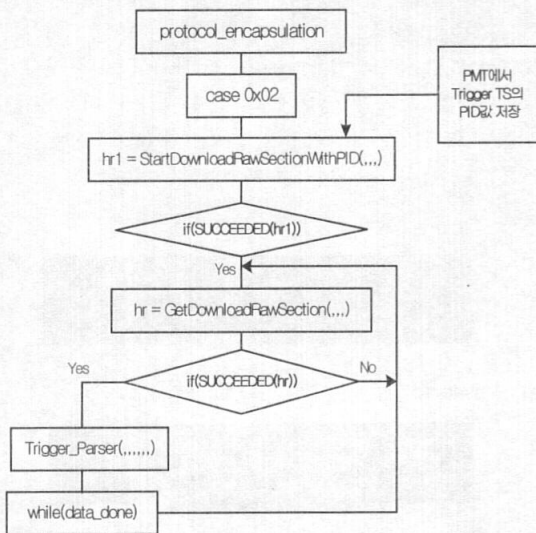 protocol_encapsulation
case 0x02
PMT에서
Trigger TS의
PID값 저장
hr1 = StartDownloadRawSectionWithPID(,,,)
if(SUCCEEDED(hr1))
Yes
hr = GetDownloadRawSection(,,,)
if(SUCCEEDED(hr))
Yes
No
Trigger_Parser(,,,,,,)
while(data_done)